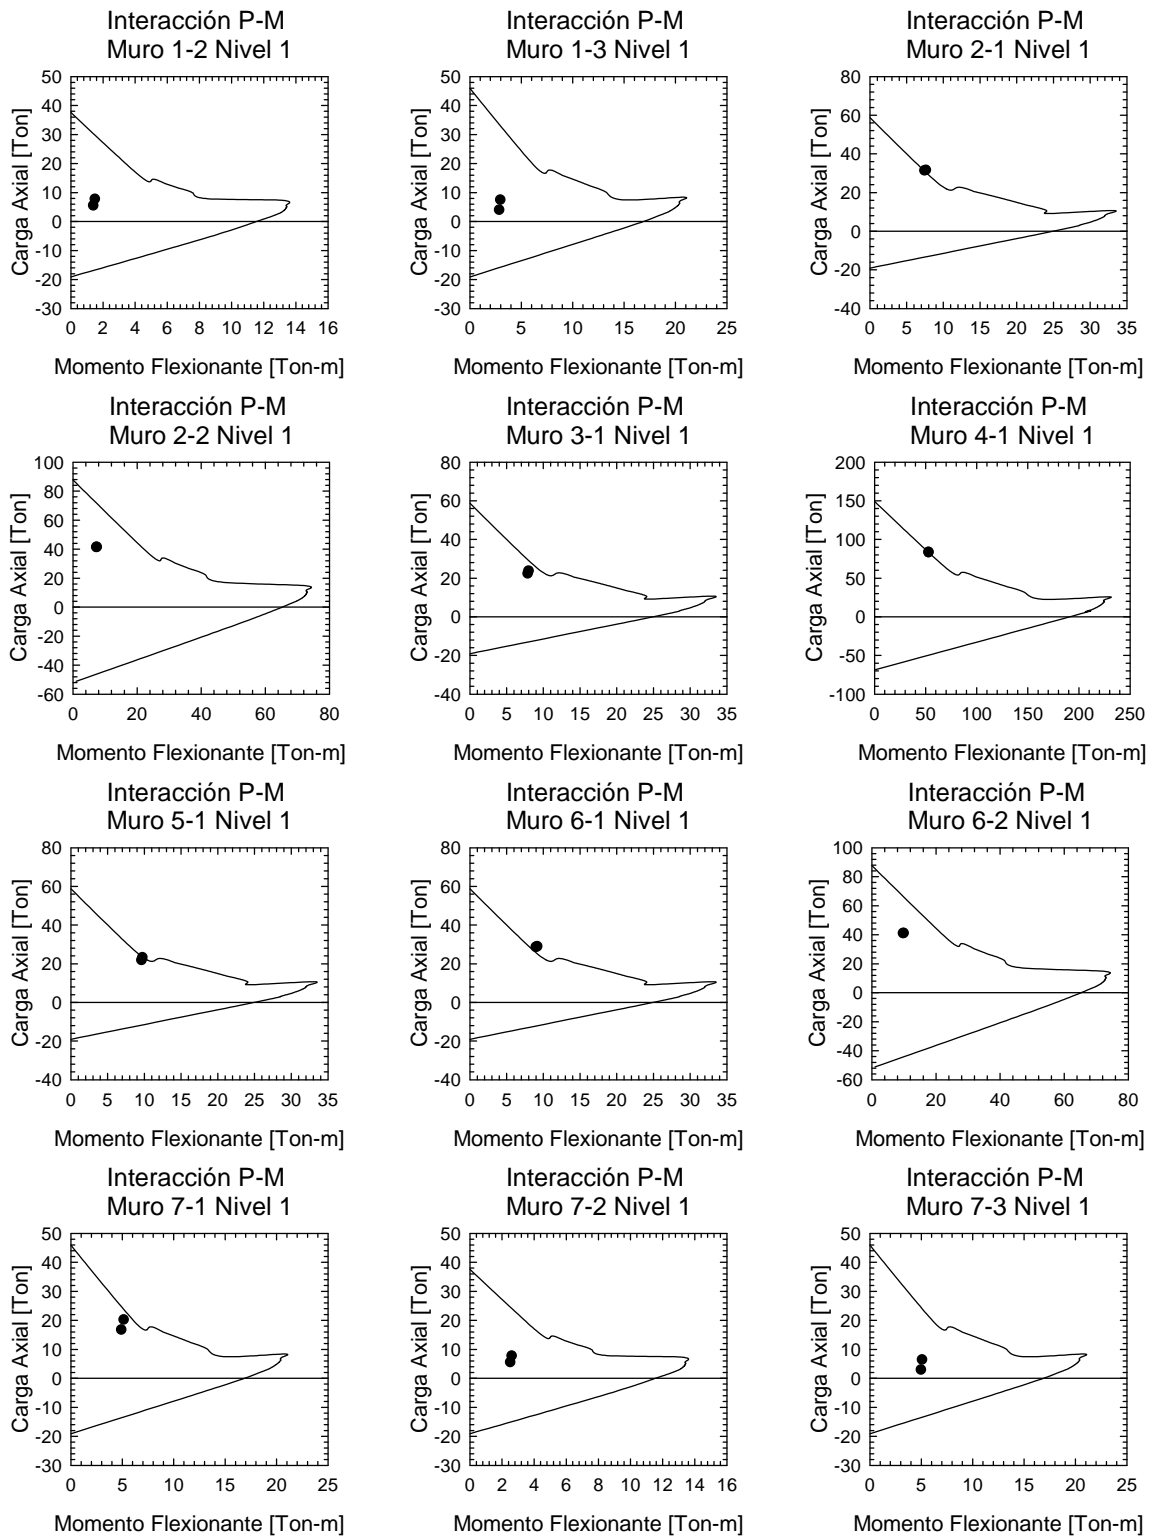 Interacción P-M
Muro 1-2 Nivel 1
50
40
30
20
10
0
-10
-20
-30
Carga Axial [Ton]
0 2 4 6 8 10 12 14 16
Momento Flexionante [Ton-m]
Interacción P-M
Muro 1-3 Nivel 1
50
40
30
20
10
0
-10
-20
-30
Carga Axial [Ton]
0 5 10 15 20 25
Momento Flexionante [Ton-m]
Interacción P-M
Muro 2-1 Nivel 1
80
60
40
20
0
-20
-40
Carga Axial [Ton]
0 5 10 15 20 25 30 35
Momento Flexionante [Ton-m]
Interacción P-M
Muro 2-2 Nivel 1
100
80
60
40
20
0
-20
-40
-60
Carga Axial [Ton]
0 20 40 60 80
Momento Flexionante [Ton-m]
Interacción P-M
Muro 3-1 Nivel 1
80
60
40
20
0
-20
-40
Carga Axial [Ton]
0 5 10 15 20 25 30 35
Momento Flexionante [Ton-m]
Interacción P-M
Muro 4-1 Nivel 1
200
150
100
50
0
-50
-100
Carga Axial [Ton]
0 50 100 150 200 250
Momento Flexionante [Ton-m]
Interacción P-M
Muro 5-1 Nivel 1
80
60
40
20
0
-20
-40
Carga Axial [Ton]
0 5 10 15 20 25 30 35
Momento Flexionante [Ton-m]
Interacción P-M
Muro 6-1 Nivel 1
80
60
40
20
0
-20
-40
Carga Axial [Ton]
0 5 10 15 20 25 30 35
Momento Flexionante [Ton-m]
Interacción P-M
Muro 6-2 Nivel 1
100
80
60
40
20
0
-20
-40
-60
Carga Axial [Ton]
0 20 40 60 80
Momento Flexionante [Ton-m]
Interacción P-M
Muro 7-1 Nivel 1
50
40
30
20
10
0
-10
-20
-30
Carga Axial [Ton]
0 5 10 15 20 25
Momento Flexionante [Ton-m]
Interacción P-M
Muro 7-2 Nivel 1
50
40
30
20
10
0
-10
-20
-30
Carga Axial [Ton]
0 2 4 6 8 10 12 14 16
Momento Flexionante [Ton-m]
Interacción P-M
Muro 7-3 Nivel 1
50
40
30
20
10
0
-10
-20
-30
Carga Axial [Ton]
0 5 10 15 20 25
Momento Flexionante [Ton-m]